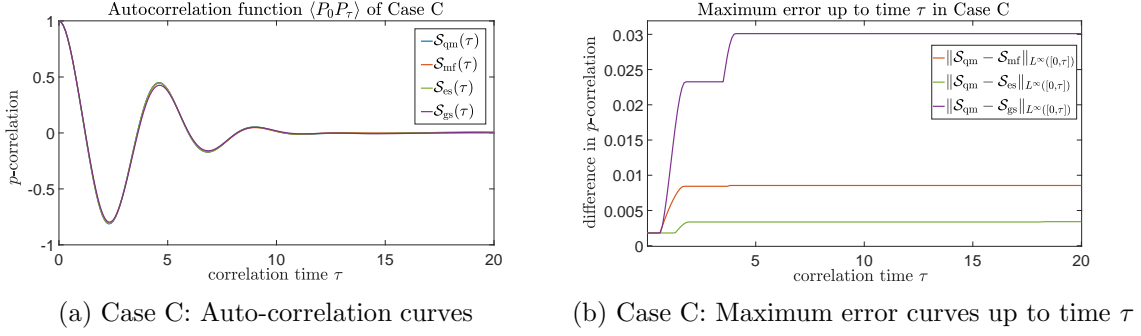 Autocorrelation function ⟨P₀P_τ⟩ of Case C
p-correlation
1
0.5
0
-0.5
-1
S_qm(τ)
S_mf(τ)
S_es(τ)
S_gs(τ)
0 5 10 15 20
correlation time τ
(a) Case C: Auto-correlation curves
Maximum error up to time τ in Case C
difference in p-correlation
0.03
0.025
0.02
0.015
0.01
0.005
0
‖S_qm − S_mf‖_L∞([0,τ])
‖S_qm − S_es‖_L∞([0,τ])
‖S_qm − S_gs‖_L∞([0,τ])
5 10 15 20
correlation time τ
(b) Case C: Maximum error curves up to time τ